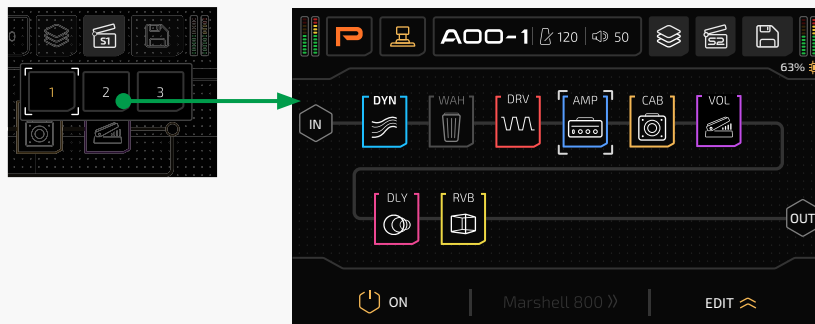 S1
1 2 3
A00-1 120 50 S2
63%
IN DYN WAH DRV AMP CAB VOL
DLY RVB OUT
ON Marshell 800 EDIT